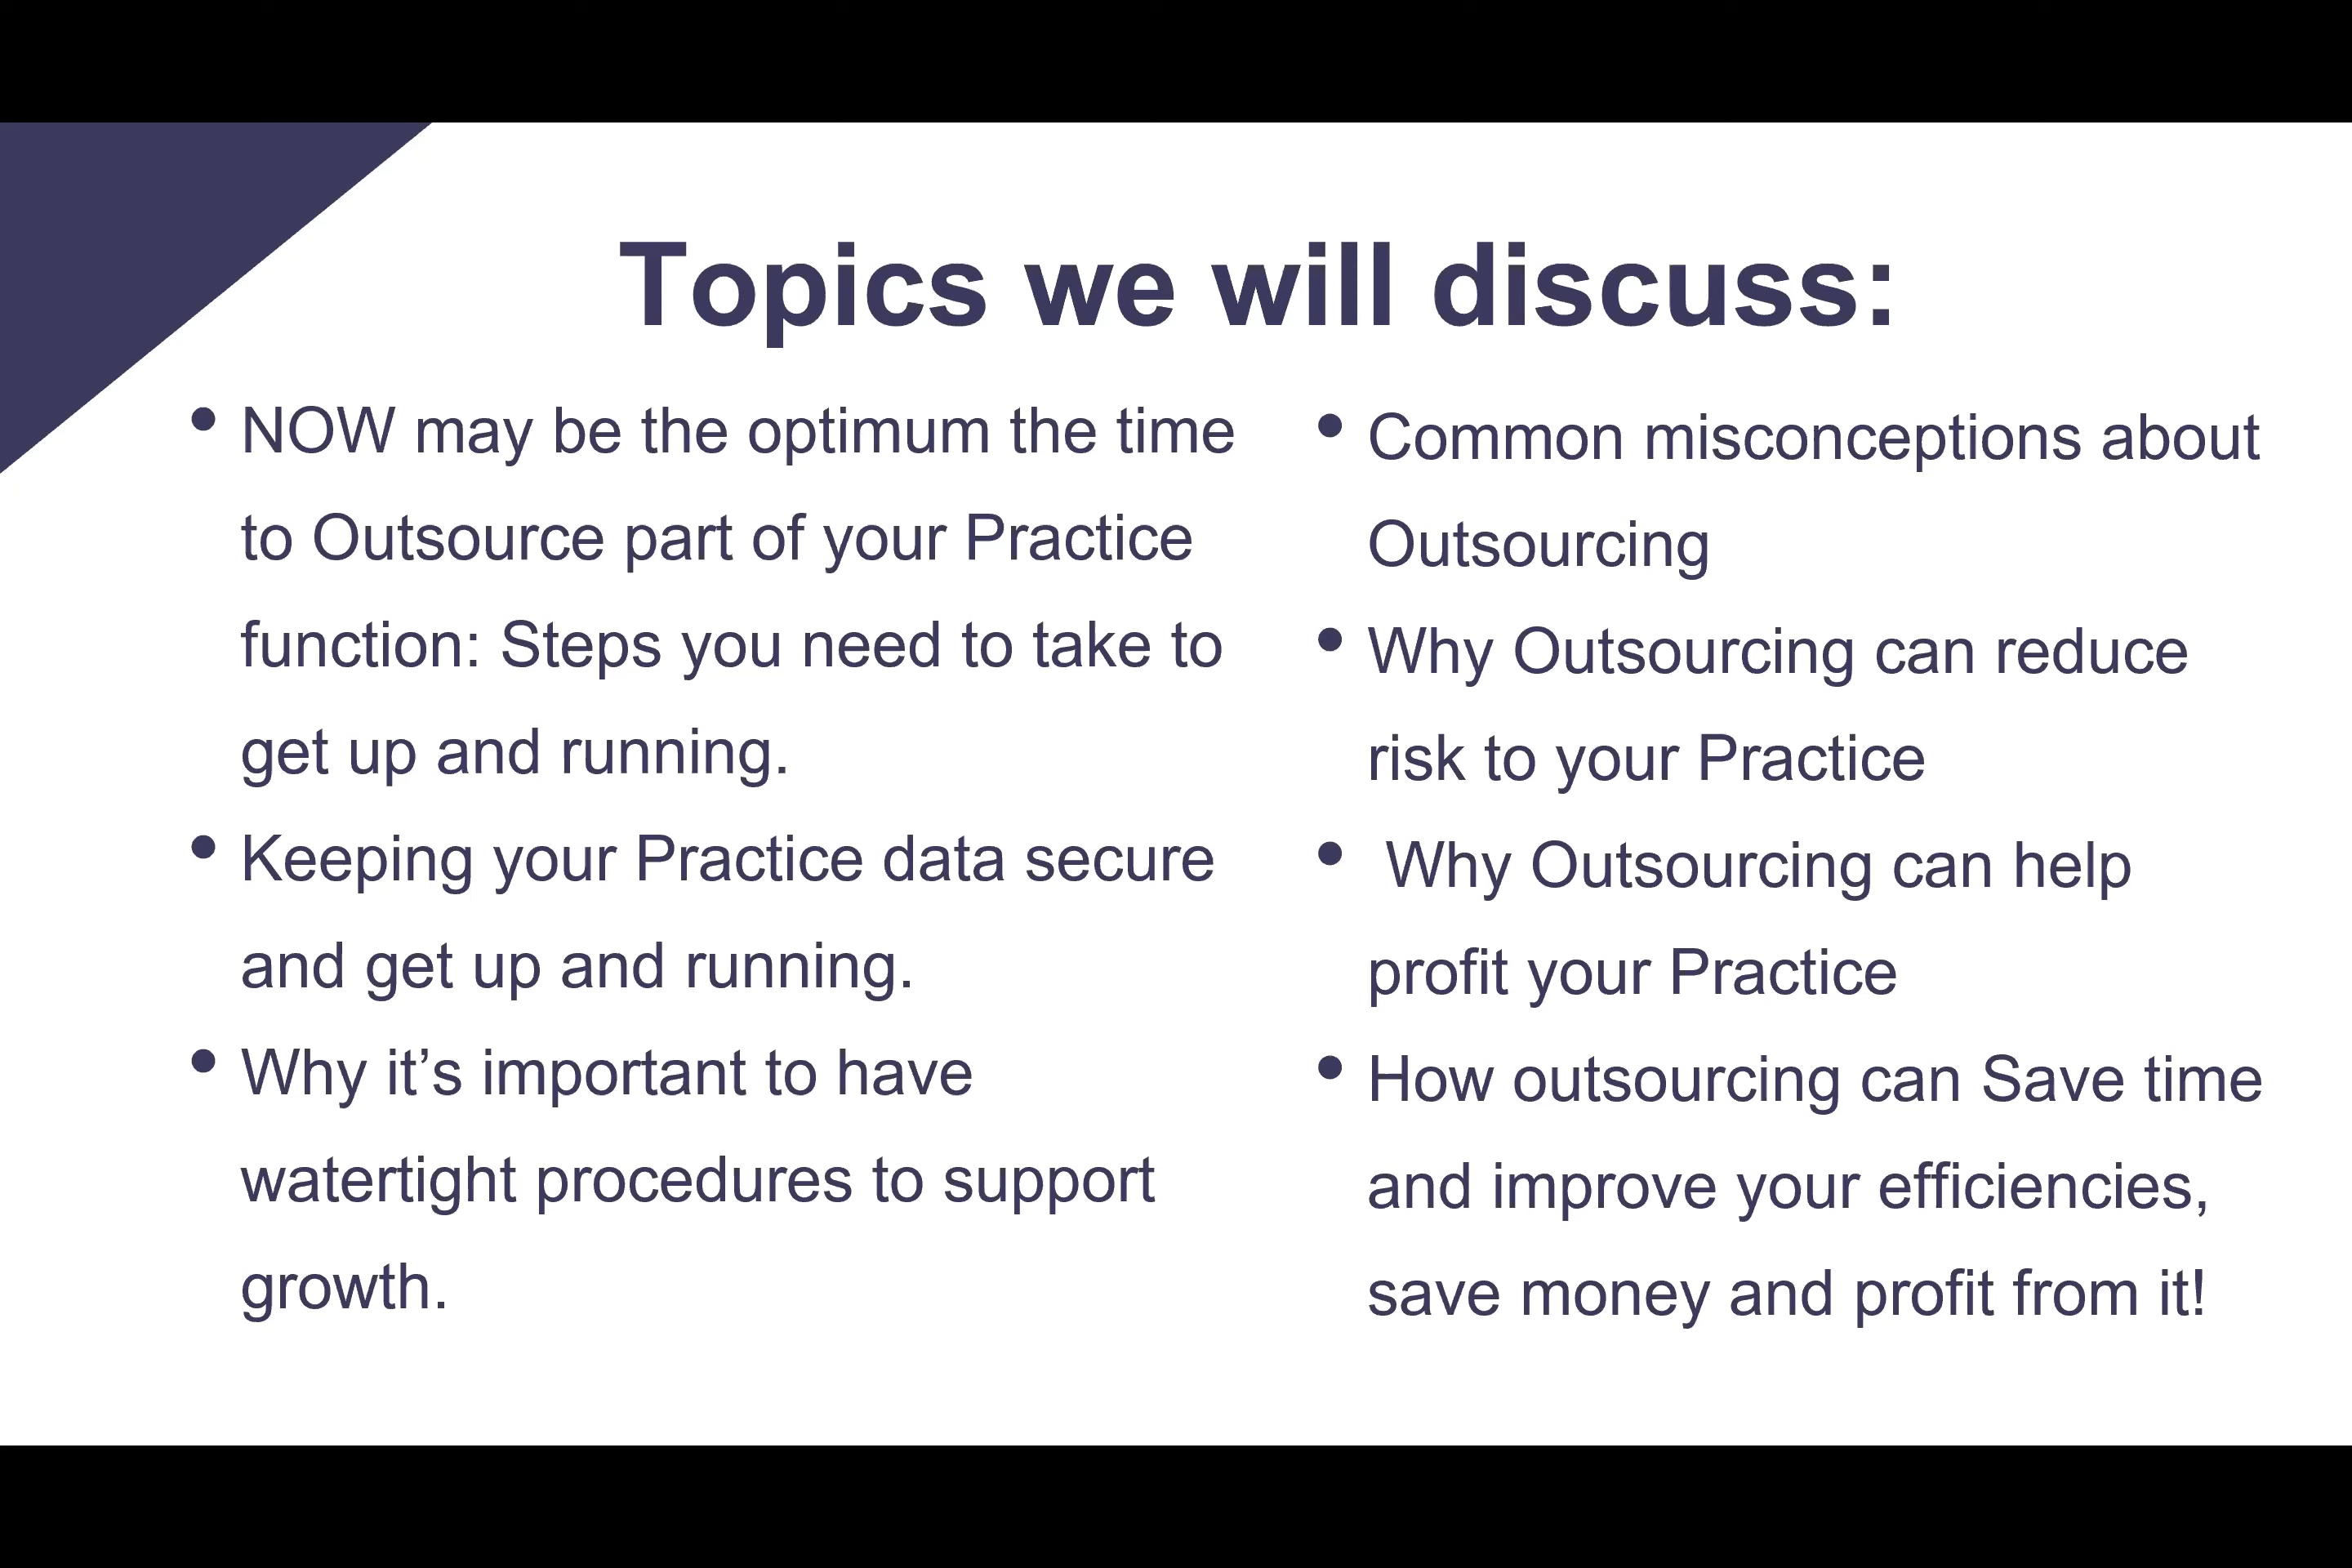 Topics we will discuss:
• NOW may be the optimum the time
to Outsource part of your Practice
function: Steps you need to take to
get up and running.
• Keeping your Practice data secure
and get up and running.
• Why it’s important to have
watertight procedures to support
growth.
• Common misconceptions about
Outsourcing
• Why Outsourcing can reduce
risk to your Practice
• Why Outsourcing can help
profit your Practice
• How outsourcing can Save time
and improve your efficiencies,
save money and profit from it!